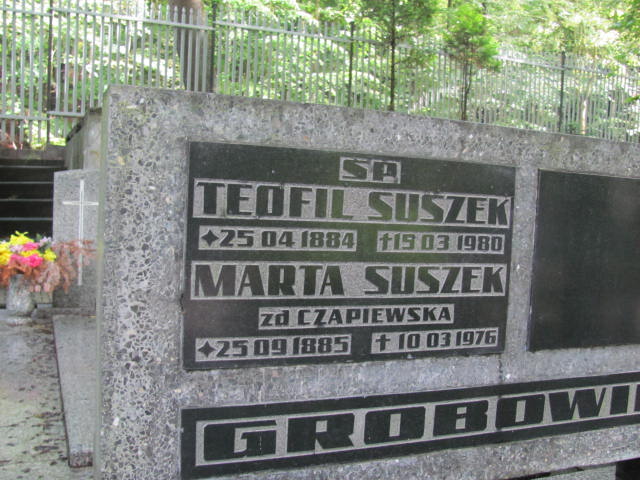 ŚP.
TEOFIL SUSZEK
✦25 04 1884 †15 03 1980
MARTA SUSZEK
zd CZAPIEWSKA
✦25 09 1885 † 10 03 1976
GROBOWI